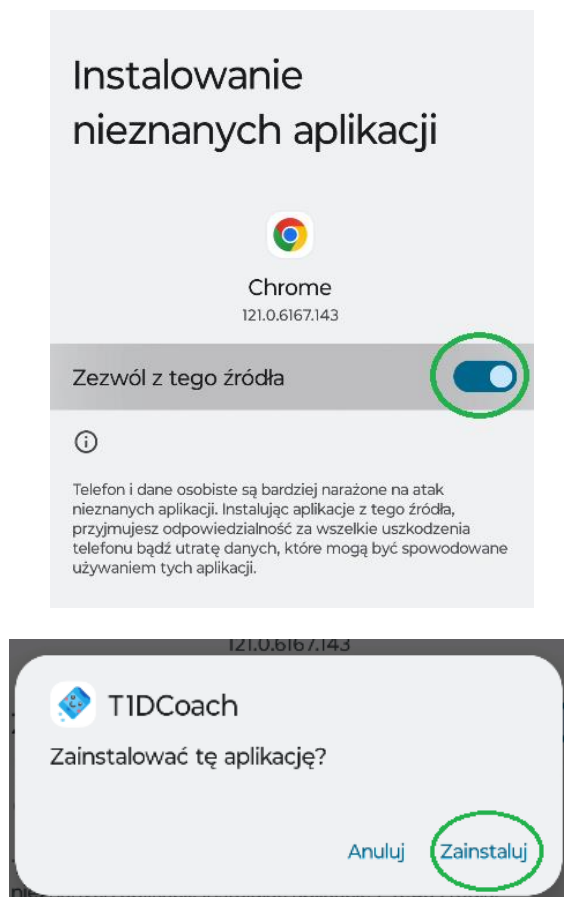 Instalowanie
nieznanych aplikacji
Chrome
121.0.6167.143
Zezwól z tego źródła
Telefon i dane osobiste są bardziej narażone na atak
nieznanych aplikacji. Instalując aplikacje z tego źródła,
przyjmujesz odpowiedzialność za wszelkie uszkodzenia
telefonu bądź utratę danych, które mogą być spowodowane
używaniem tych aplikacji.
121.0.6167.143
T1DCoach
Zainstalować tę aplikację?
Anuluj Zainstaluj